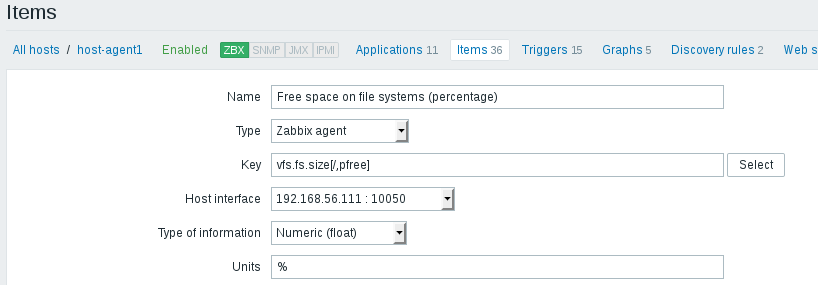 Items
All hosts / host-agent1 Enabled ZBX SNMP JMX IPMI Applications 11 Items 36 Triggers 15 Graphs 5 Discovery rules 2 Web s
Name Free space on file systems (percentage)
Type Zabbix agent
Key vfs.fs.size[/,pfree] Select
Host interface 192.168.56.111 : 10050
Type of information Numeric (float)
Units %